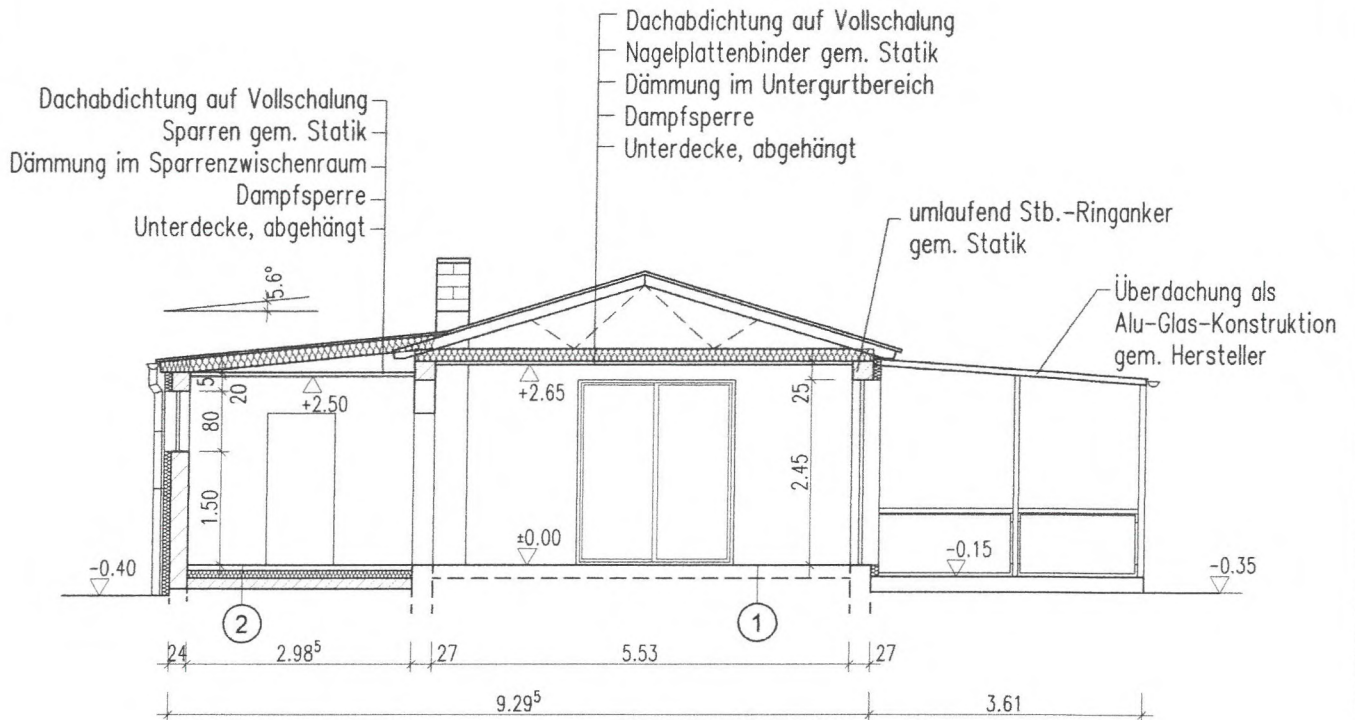 Dachabdichtung auf Vollschalung
Nagelplattenbinder gem. Statik
Dämmung im Untergurtbereich
Dampfsperre
Unterdecke, abgehängt
Dachabdichtung auf Vollschalung
Sparren gem. Statik
Dämmung im Sparrenzwischenraum
Dampfsperre
Unterdecke, abgehängt
umlaufend Stb.-Ringanker
gem. Statik
Überdachung als
Alu-Glas-Konstruktion
gem. Hersteller
5.6°
5
20
+2.50
+2.65
25
80
2.45
1.50
±0.00
-0.40
-0.15
-0.35
2
1
24
2.98⁵
27
5.53
27
9.29⁵
3.61